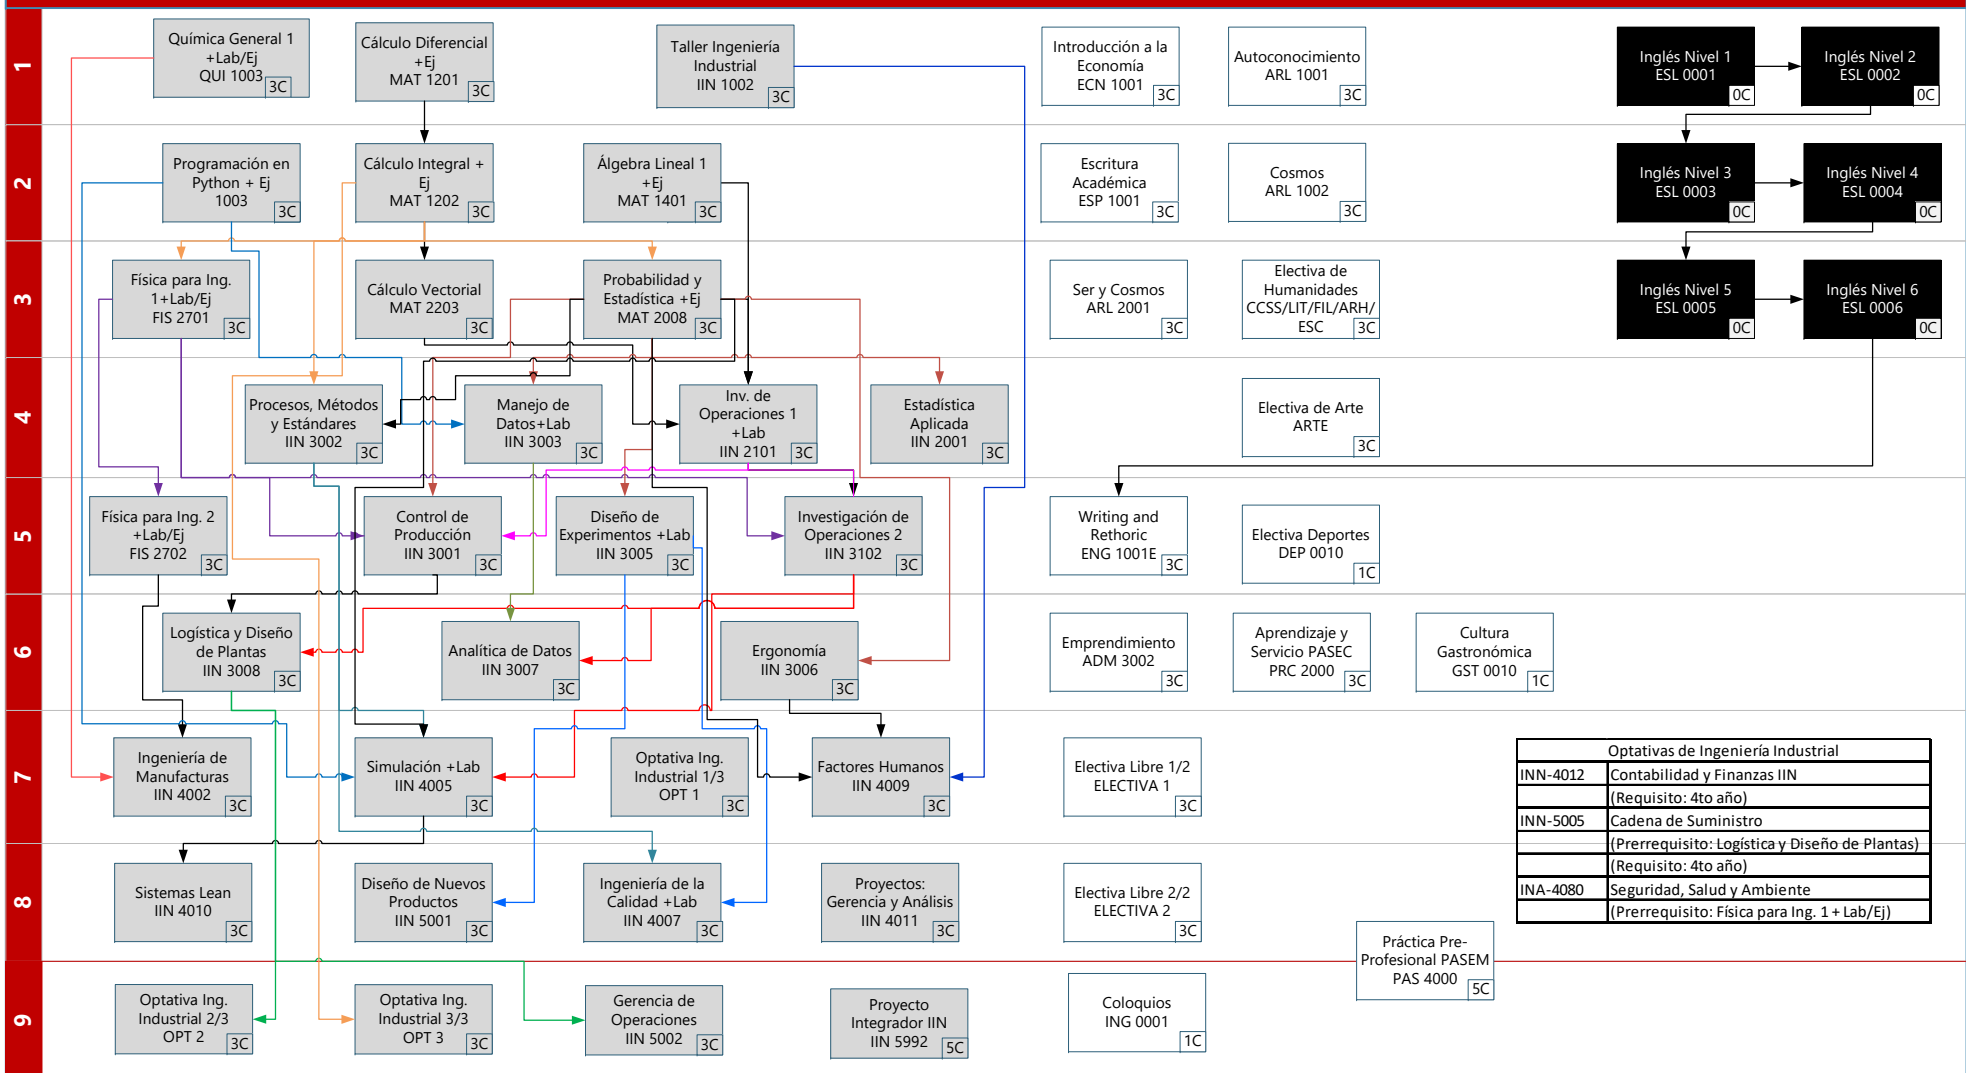 1
Química General 1
+Lab/Ej
QUI 1003
3C
Cálculo Diferencial
+Ej
MAT 1201
3C
Taller Ingeniería
Industrial
IIN 1002
3C
Introducción a la
Economía
ECN 1001
3C
Autoconocimiento
ARL 1001
3C
Inglés Nivel 1
ESL 0001
0C
Inglés Nivel 2
ESL 0002
0C
2
Programación en
Python + Ej
1003
3C
Cálculo Integral +
Ej
MAT 1202
3C
Álgebra Lineal 1
+Ej
MAT 1401
3C
Escritura
Académica
ESP 1001
3C
Cosmos
ARL 1002
3C
Inglés Nivel 3
ESL 0003
0C
Inglés Nivel 4
ESL 0004
0C
3
Física para Ing.
1+Lab/Ej
FIS 2701
3C
Cálculo Vectorial
MAT 2203
3C
Probabilidad y
Estadística +Ej
MAT 2008
3C
Ser y Cosmos
ARL 2001
3C
Electiva de
Humanidades
CCSS/LIT/FIL/ARH/
ESC
3C
Inglés Nivel 5
ESL 0005
0C
Inglés Nivel 6
ESL 0006
0C
4
Procesos, Métodos
y Estándares
IIN 3002
3C
Manejo de
Datos+Lab
IIN 3003
3C
Inv. de
Operaciones 1
+Lab
IIN 2101
3C
Estadística
Aplicada
IIN 2001
3C
Electiva de Arte
ARTE
3C
5
Física para Ing. 2
+Lab/Ej
FIS 2702
3C
Control de
Producción
IIN 3001
3C
Diseño de
Experimentos +Lab
IIN 3005
3C
Investigación de
Operaciones 2
IIN 3102
3C
Writing and
Rethoric
ENG 1001E
3C
Electiva Deportes
DEP 0010
1C
6
Logística y Diseño
de Plantas
IIN 3008
3C
Analítica de Datos
IIN 3007
3C
Ergonomía
IIN 3006
3C
Emprendimiento
ADM 3002
3C
Aprendizaje y
Servicio PASEC
PRC 2000
3C
Cultura
Gastronómica
GST 0010
1C
7
Ingeniería de
Manufacturas
IIN 4002
3C
Simulación +Lab
IIN 4005
3C
Optativa Ing.
Industrial 1/3
OPT 1
3C
Factores Humanos
IIN 4009
3C
Electiva Libre 1/2
ELECTIVA 1
3C
Optativas de Ingeniería Industrial
INN-4012 Contabilidad y Finanzas IIN
(Requisito: 4to año)
INN-5005 Cadena de Suministro
(Prerrequisito: Logística y Diseño de Plantas)
(Requisito: 4to año)
INA-4080 Seguridad, Salud y Ambiente
(Prerrequisito: Física para Ing. 1 + Lab/Ej)
8
Sistemas Lean
IIN 4010
3C
Diseño de Nuevos
Productos
IIN 5001
3C
Ingeniería de la
Calidad +Lab
IIN 4007
3C
Proyectos:
Gerencia y Análisis
IIN 4011
3C
Electiva Libre 2/2
ELECTIVA 2
3C
Práctica Pre-
Profesional PASEM
PAS 4000
5C
9
Optativa Ing.
Industrial 2/3
OPT 2
3C
Optativa Ing.
Industrial 3/3
OPT 3
3C
Gerencia de
Operaciones
IIN 5002
3C
Proyecto
Integrador IIN
IIN 5992
5C
Coloquios
ING 0001
1C